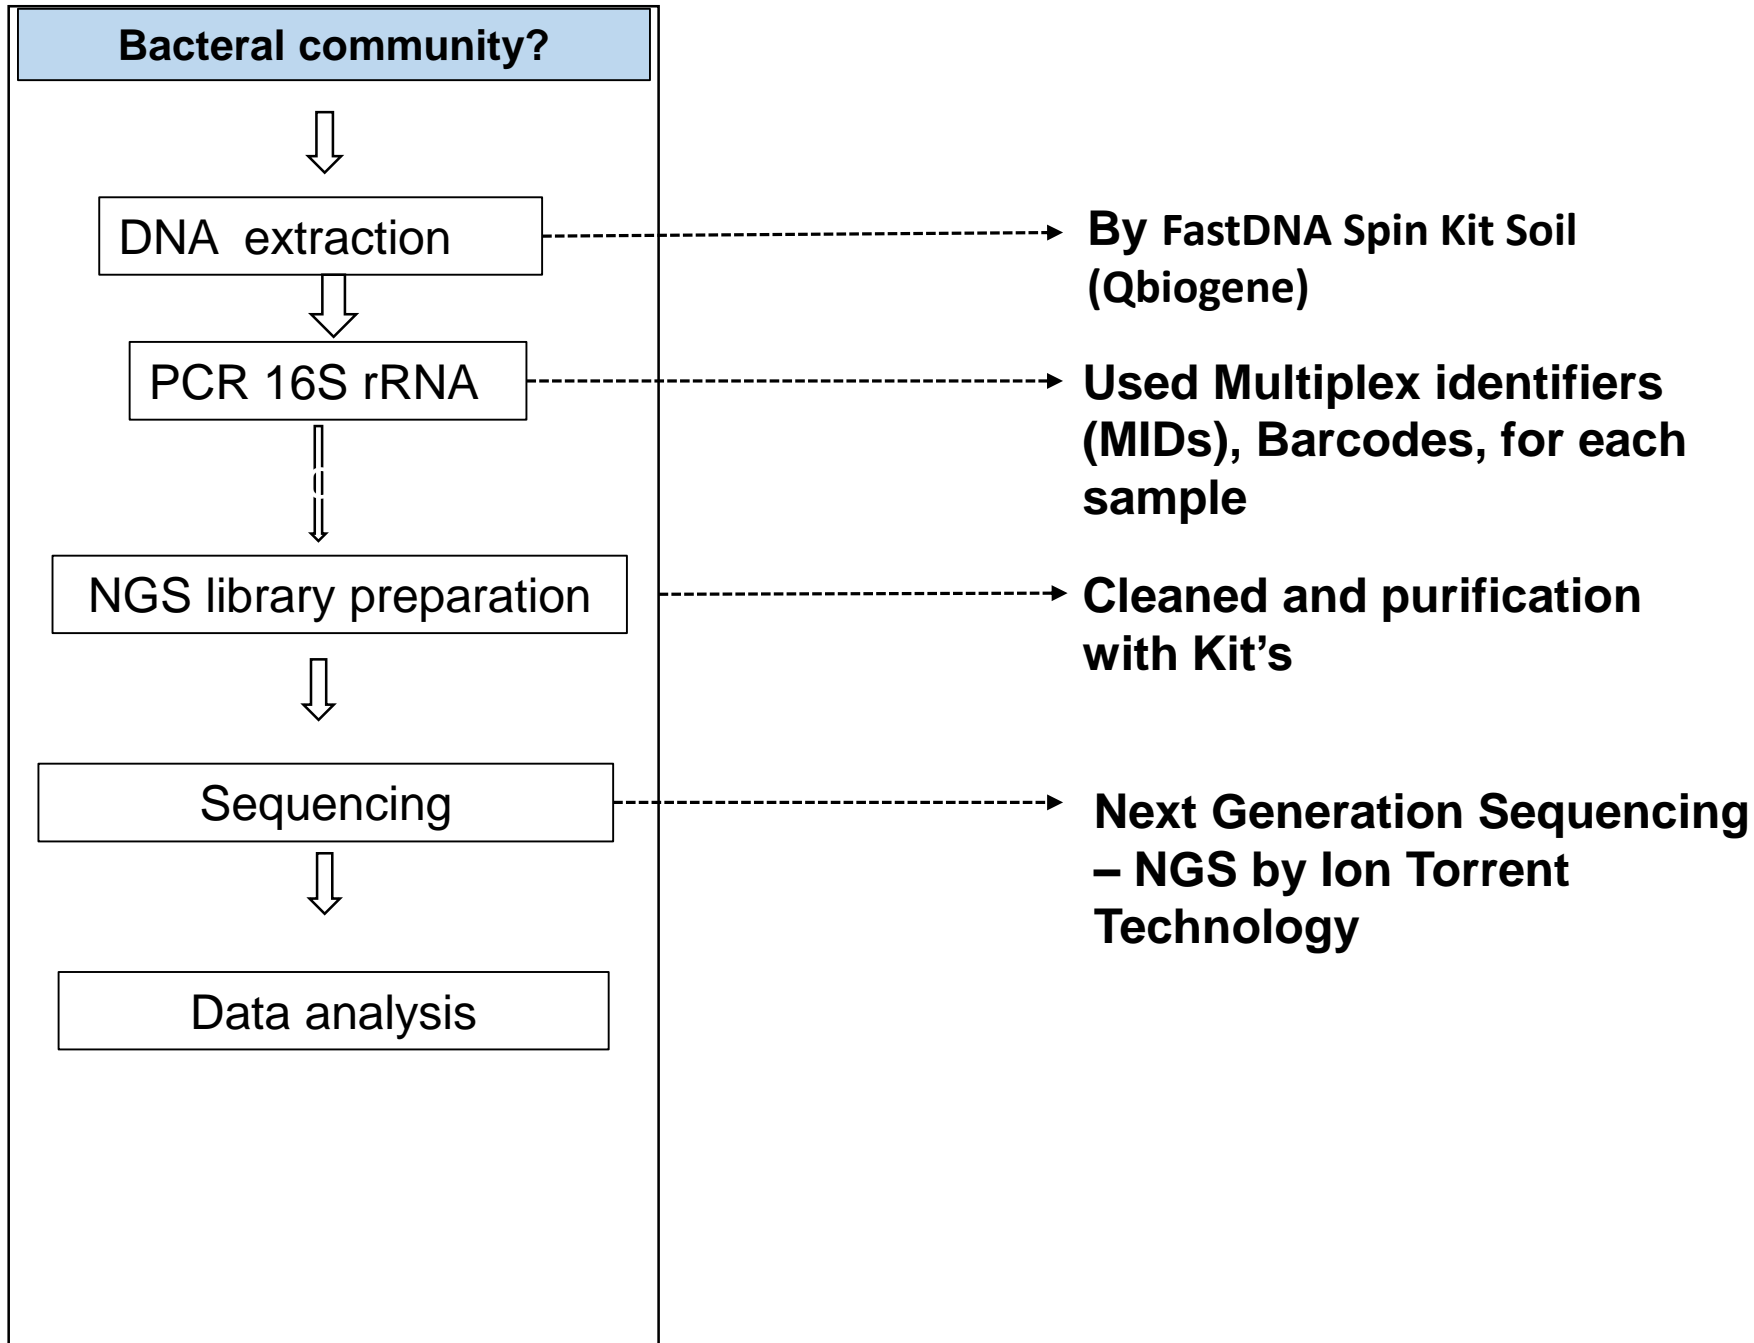 Bacteral community?
DNA extraction
By FastDNA Spin Kit Soil
(Qbiogene)
PCR 16S rRNA
Used Multiplex identifiers
(MIDs), Barcodes, for each
sample
NGS library preparation
Cleaned and purification
with Kit’s
Sequencing
Next Generation Sequencing
– NGS by Ion Torrent
Technology
Data analysis